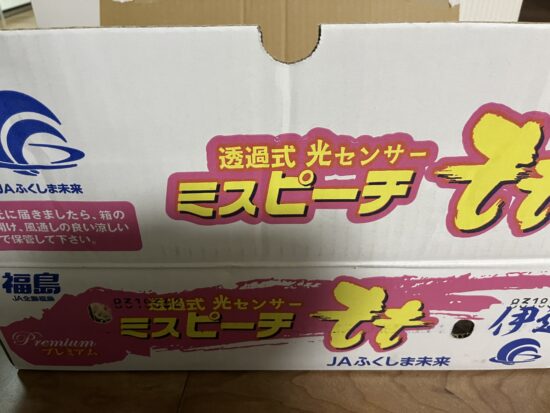 透過式 光センサー
ミスピーチ
もも
JAふくしま未来
に届きましたら、箱の
け、風通しの良い涼しい
で保管して下さい。
福島
JA全農福島
透過式 光センサー
ミスピーチ
もも
Premium
プレミアム
JAふくしま未来
伊